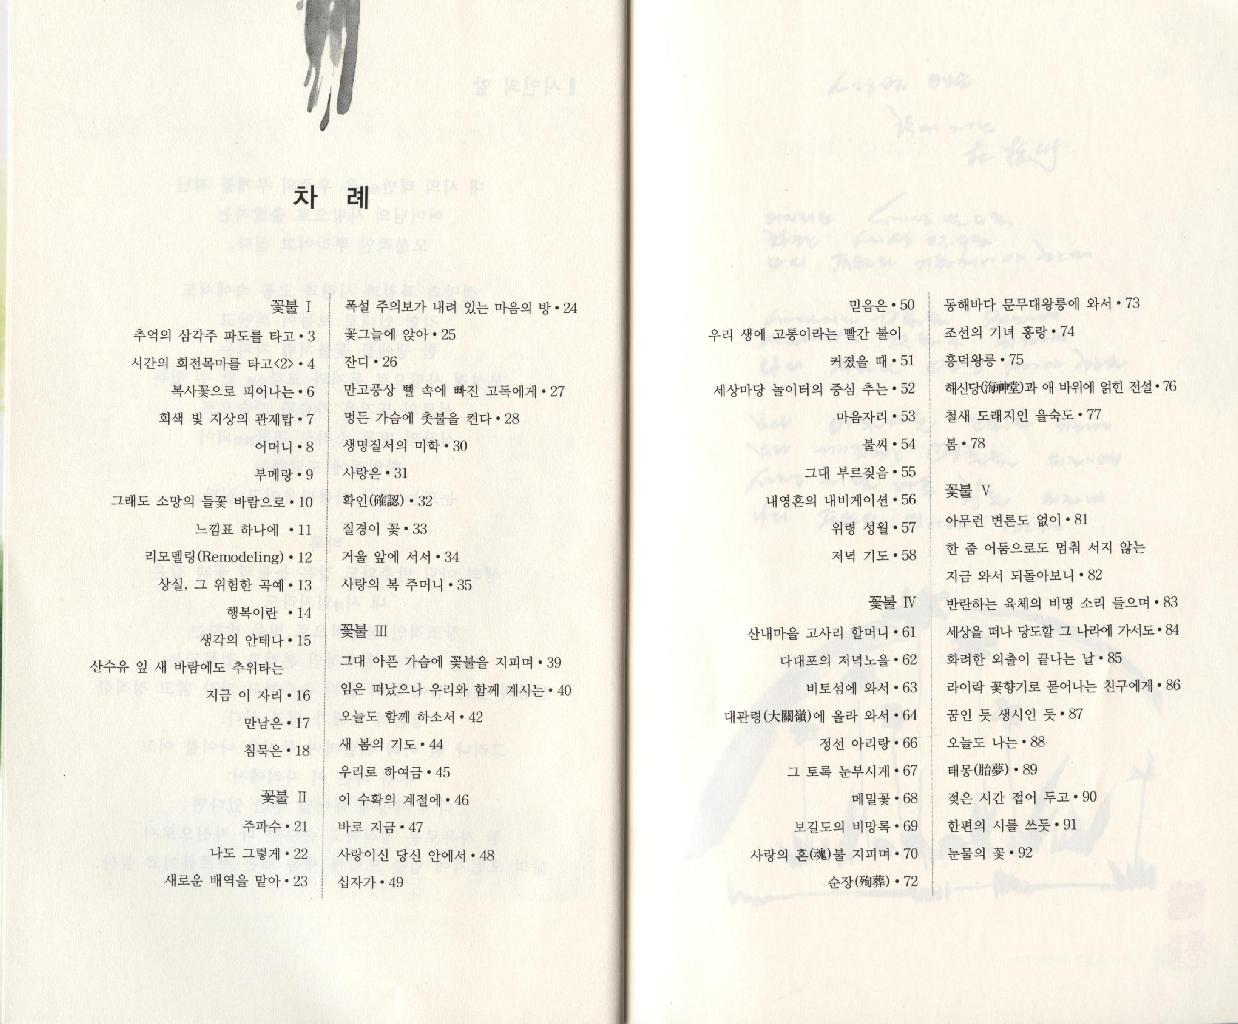 차 례
꽃불 Ⅰ
추억의 삼각주 파도를 타고 • 3
시간의 회전목마를 타고<2> • 4
복사꽃으로 피어나는 • 6
회색 빛 지상의 관제탑 • 7
어머니 • 8
부메랑 • 9
그래도 소망의 들꽃 바람으로 • 10
느낌표 하나에 • 11
리모델링(Remodeling) • 12
상실, 그 위험한 곡예 • 13
행복이란 • 14
생각의 안테나 • 15
산수유 잎 새 바람에도 추위타는
지금 이 자리 • 16
만남은 • 17
침묵은 • 18
꽃불 Ⅱ
주파수 • 21
나도 그렇게 • 22
새로운 배역을 맡아 • 23
폭설 주의보가 내려 있는 마음의 방 • 24
꽃그늘에 앉아 • 25
잔디 • 26
만고풍상 뻘 속에 빠진 고독에게 • 27
멍든 가슴에 촛불을 켠다 • 28
생명질서의 미학 • 30
사랑은 • 31
확인(確認) • 32
질경이 꽃 • 33
거울 앞에 서서 • 34
사랑의 복 주머니 • 35
꽃불 Ⅲ
그대 아픈 가슴에 꽃불을 지피며 • 39
임은 떠났으나 우리와 함께 계시는 • 40
오늘도 함께 하소서 • 42
새 봄의 기도 • 44
우리로 하여금 • 45
이 수확의 계절에 • 46
바로 지금 • 47
사랑이신 당신 안에서 • 48
십자가 • 49
믿음은 • 50
우리 생에 고통이라는 빨간 불이
켜졌을 때 • 51
세상마당 놀이터의 중심 추는 • 52
마음자리 • 53
불씨 • 54
그대 부르짖음 • 55
내영혼의 내비게이션 • 56
위령 성월 • 57
저녁 기도 • 58
꽃불 Ⅳ
산내마을 고사리 할머니 • 61
다대포의 저녁노을 • 62
비토섬에 와서 • 63
대관령(大關嶺)에 올라 와서 • 64
정선 아리랑 • 66
그 토록 눈부시게 • 67
메밀꽃 • 68
보길도의 비망록 • 69
사랑의 혼(魂)불 지피며 • 70
순장(殉葬) • 72
동해바다 문무대왕릉에 와서 • 73
조선의 기녀 홍랑 • 74
흥덕왕릉 • 75
해신당(海神堂)과 애 바위에 얽힌 전설 • 76
철새 도래지인 을숙도 • 77
봄 • 78
꽃불 Ⅴ
아무런 변론도 없이 • 81
한 줌 어둠으로도 멈춰 서지 않는
지금 와서 되돌아보니 • 82
반란하는 육체의 비명 소리 들으며 • 83
세상을 떠나 당도할 그 나라에 가서도 • 84
화려한 외출이 끝나는 날 • 85
라이락 꽃향기로 묻어나는 친구에게 • 86
꿈인 듯 생시인 듯 • 87
오늘도 나는 • 88
태몽(胎夢) • 89
젖은 시간 접어 두고 • 90
한편의 시를 쓰듯 • 91
눈물의 꽃 • 92